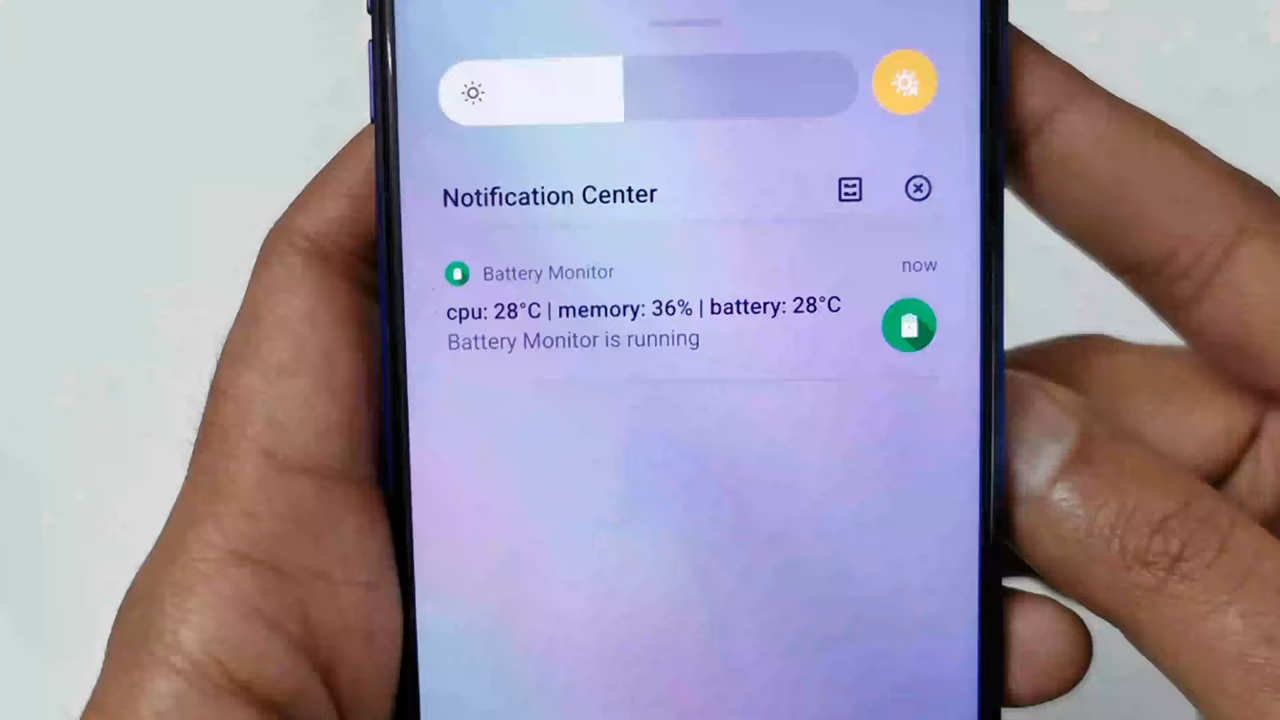 Notification Center
Battery Monitor
now
cpu: 28°C | memory: 36% | battery: 28°C
Battery Monitor is running